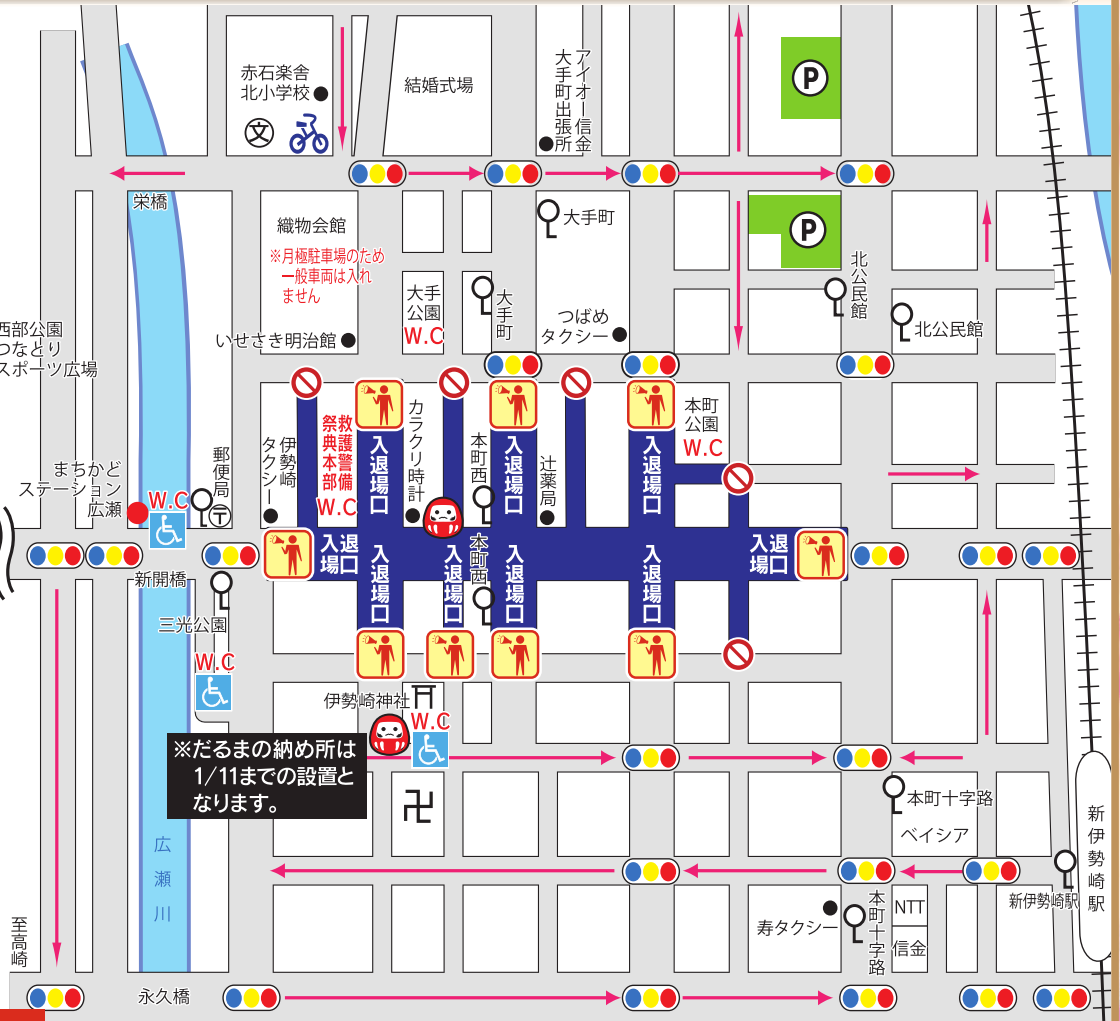 赤石楽舎
北小学校
文
結婚式場
アイオー信金
大手町出張所
P
栄橋
織物会館
※月極駐車場のため
一般車両は入れ
ません
大手町
P
北公民館
大手
公園
W.C
大手町
つばめ
タクシー
北公民館
いせさき明治館
西部公園
つなとり
スポーツ広場
本町
公園
W.C
救護警備
祭典本部
W.C
カラクリ時計
伊勢崎
タクシー
本町西
辻薬局
入退場口
入退場口
入退場口
郵便局
〒
まちかど
ステーション
広瀬
W.C
入退場口
入退場口
入退場口
本町西
入退場口
入退場口
入退場口
新開橋
三光公園
W.C
伊勢崎神社
W.C
※だるまの納め所は
1/11までの設置と
なります。
卍
本町十字路
ベイシア
新伊勢崎駅
新伊勢崎駅
広瀬川
寿タクシー
本町十字路
NTT
信金
至高崎
永久橋